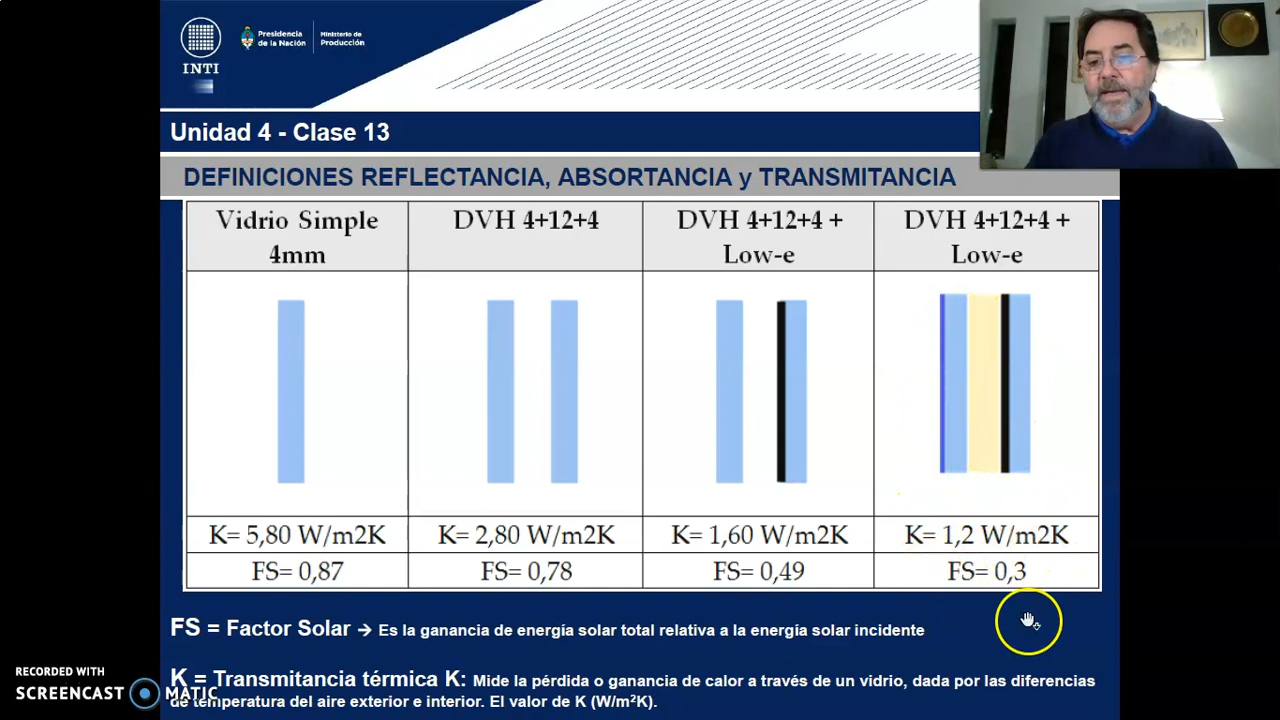 INTI
Presidencia
de la Nación
Ministerio de
Producción
Unidad 4 - Clase 13
DEFINICIONES REFLECTANCIA, ABSORTANCIA y TRANSMITANCIA
Vidrio Simple
4mm
DVH 4+12+4
DVH 4+12+4 +
Low-e
DVH 4+12+4 +
Low-e
K= 5,80 W/m2K
K= 2,80 W/m2K
K= 1,60 W/m2K
K= 1,2 W/m2K
FS= 0,87
FS= 0,78
FS= 0,49
FS= 0,3
FS = Factor Solar → Es la ganancia de energía solar total relativa a la energía solar incidente
K = Transmitancia térmica K: Mide la pérdida o ganancia de calor a través de un vidrio, dada por las diferencias
de temperatura del aire exterior e interior. El valor de K (W/m²K).
RECORDED WITH
SCREENCAST MATIC